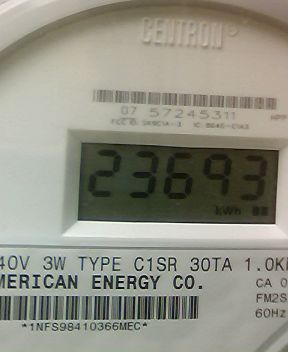 CENTRON®
07 57245311
23693
kWh
40V 3W TYPE C1SR 30TA 1.0K
MERICAN ENERGY CO.
CA 0
FM2S
60Hz
*1NFS98410366MEC*